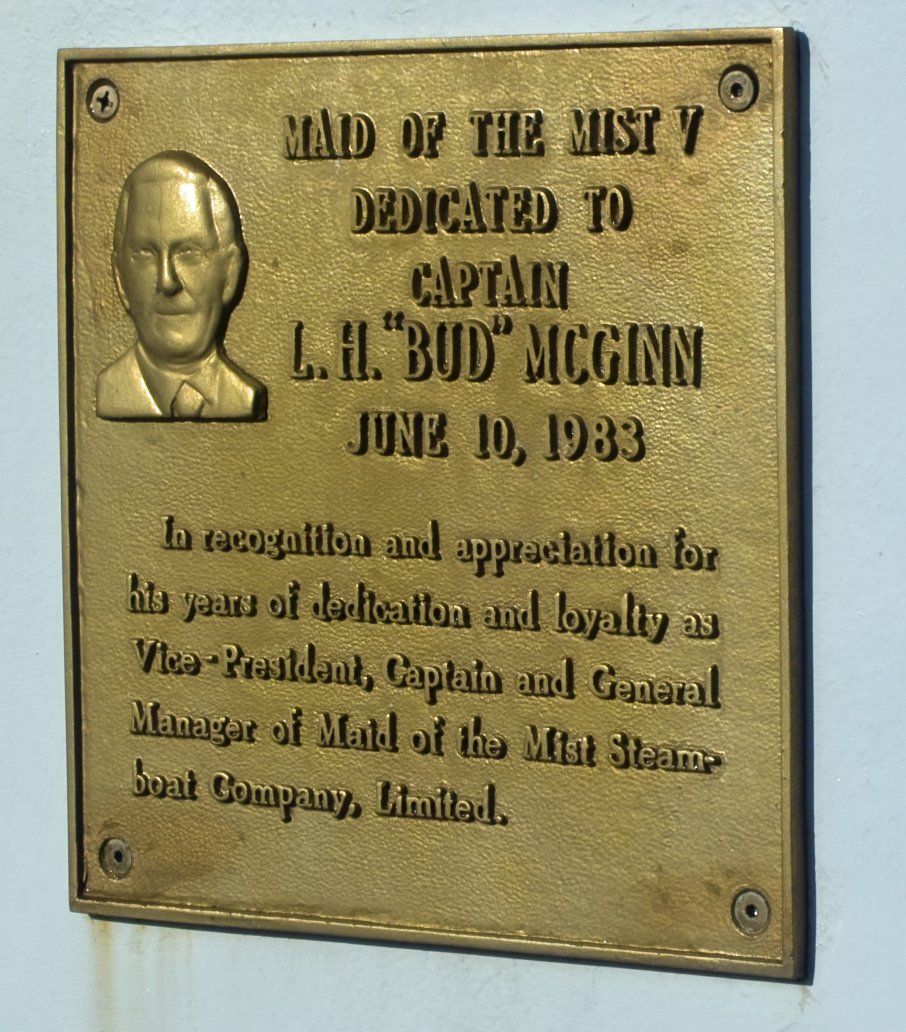 MAID OF THE MIST V
DEDICATED TO
CAPTAIN
L.H. "BUD" MCGINN
JUNE 10, 1983
In recognition and appreciation for
his years of dedication and loyalty as
Vice-President, Captain and General
Manager of Maid of the Mist Steam-
boat Company, Limited.